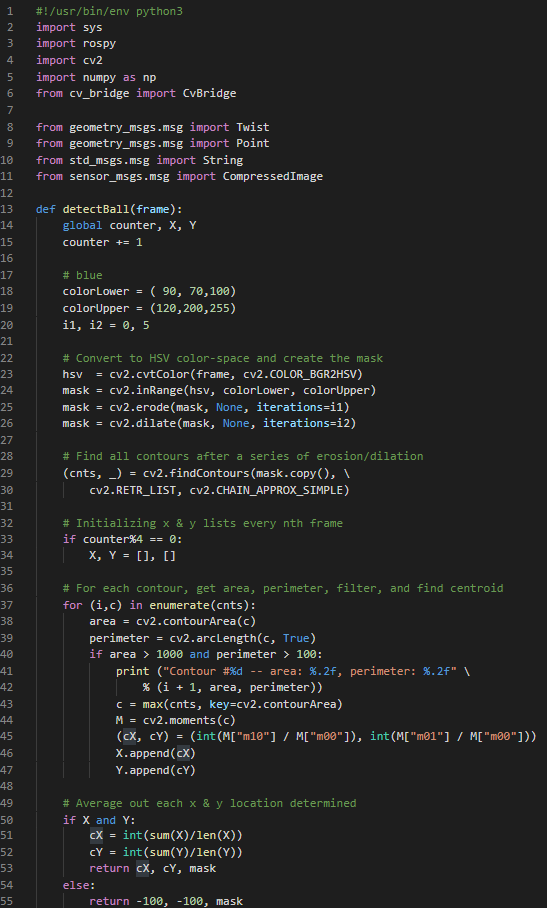 1 #!/usr/bin/env python3
2 import sys
3 import rospy
4 import cv2
5 import numpy as np
6 from cv_bridge import CvBridge
7
8 from geometry_msgs.msg import Twist
9 from geometry_msgs.msg import Point
10 from std_msgs.msg import String
11 from sensor_msgs.msg import CompressedImage
12
13 def detectBall(frame):
14     global counter, X, Y
15     counter += 1
16
17     # blue
18     colorLower = ( 90, 70,100)
19     colorUpper = (120,200,255)
20     i1, i2 = 0, 5
21
22     # Convert to HSV color-space and create the mask
23     hsv  = cv2.cvtColor(frame, cv2.COLOR_BGR2HSV)
24     mask = cv2.inRange(hsv, colorLower, colorUpper)
25     mask = cv2.erode(mask, None, iterations=i1)
26     mask = cv2.dilate(mask, None, iterations=i2)
27
28     # Find all contours after a series of erosion/dilation
29     (cnts, _) = cv2.findContours(mask.copy(), \
30         cv2.RETR_LIST, cv2.CHAIN_APPROX_SIMPLE)
31
32     # Initializing x & y lists every nth frame
33     if counter%4 == 0:
34         X, Y = [], []
35
36     # For each contour, get area, perimeter, filter, and find centroid
37     for (i,c) in enumerate(cnts):
38         area = cv2.contourArea(c)
39         perimeter = cv2.arcLength(c, True)
40         if area > 1000 and perimeter > 100:
41             print ("Contour #%d -- area: %.2f, perimeter: %.2f" \
42                 % (i + 1, area, perimeter))
43             c = max(cnts, key=cv2.contourArea)
44             M = cv2.moments(c)
45             (cX, cY) = (int(M["m10"] / M["m00"]), int(M["m01"] / M["m00"]))
46             X.append(cX)
47             Y.append(cY)
48
49     # Average out each x & y location determined
50     if X and Y:
51         cX = int(sum(X)/len(X))
52         cY = int(sum(Y)/len(Y))
53         return cX, cY, mask
54     else:
55         return -100, -100, mask